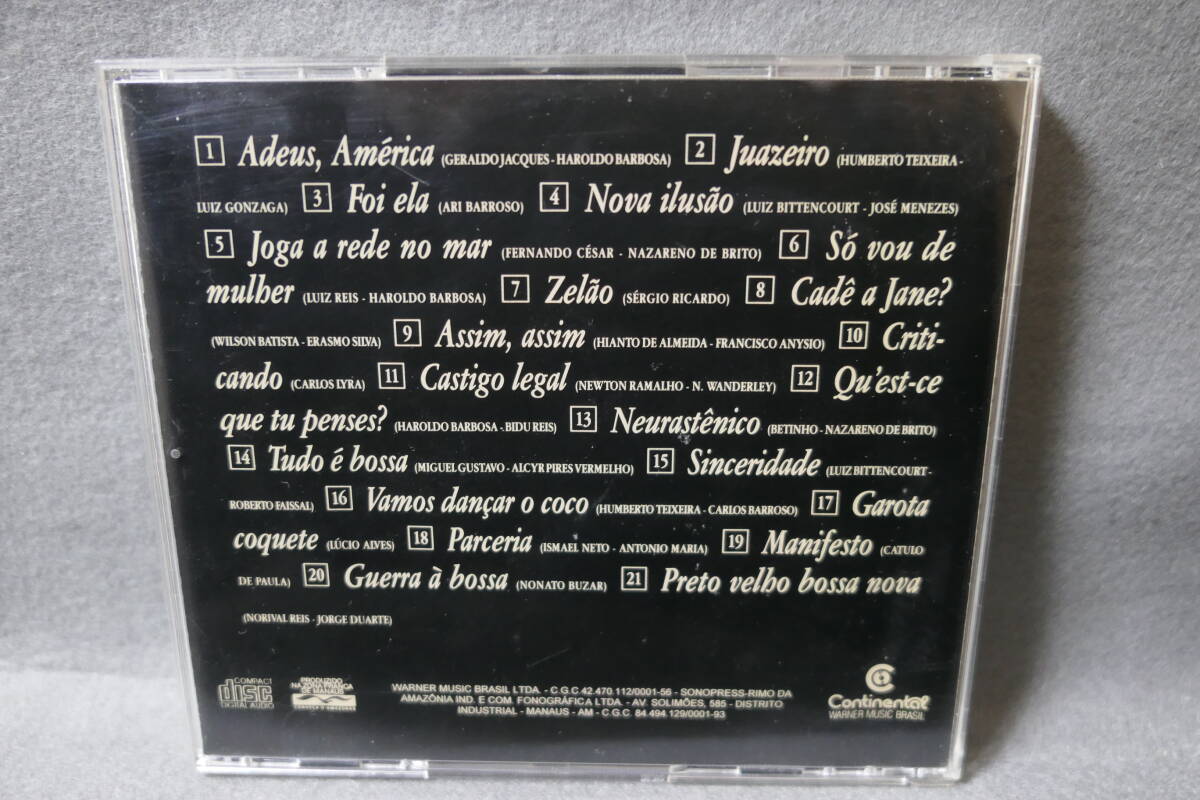 1 Adeus, América (GERALDO JACQUES - HAROLDO BARBOSA) 2 Juazeiro (HUMBERTO TEIXEIRA -
LUIZ GONZAGA) 3 Foi ela (ARI BARROSO) 4 Nova ilusão (LUIZ BITTENCOURT - JOSÉ MENEZES)
5 Joga a rede no mar (FERNANDO CÉSAR - NAZARENO DE BRITO) 6 Só vou de
mulher (LUIZ REIS - HAROLDO BARBOSA) 7 Zelão (SÉRGIO RICARDO) 8 Cadê a Jane?
(WILSON BATISTA - ERASMO SILVA) 9 Assim, assim (HIANTO DE ALMEIDA - FRANCISCO ANYSIO) 10 Criti-
cando (CARLOS LYRA) 11 Castigo legal (NEWTON RAMALHO - N. WANDERLEY) 12 Qu'est-ce
que tu penses? (HAROLDO BARBOSA - BIDU REIS) 13 Neurastênico (BETINHO - NAZARENO DE BRITO)
14 Tudo é bossa (MIGUEL GUSTAVO - ALCYR PIRES VERMELHO) 15 Sinceridade (LUIZ BITTENCOURT -
ROBERTO FAISSAL) 16 Vamos dançar o coco (HUMBERTO TEIXEIRA - CARLOS BARROSO) 17 Garota
coquete (LÚCIO ALVES) 18 Parceria (ISMAEL NETO - ANTONIO MARIA) 19 Manifesto (CATULO
DE PAULA) 20 Guerra à bossa (NONATO BUZAR) 21 Preto velho bossa nova
(NORIVAL REIS - JORGE DUARTE)
COMPACT
disc
DIGITAL AUDIO
PRODUZIDO
NA ZONA FRANCA
DE MANAUS
CONHEÇA O AMAZONAS
WARNER MUSIC BRASIL LTDA. - C.G.C 42.470.112/0001-56 - SONOPRESS-RIMO DA
AMAZÔNIA IND. E COM. FONOGRÁFICA LTDA. - AV. SOLIMÕES, 585 - DISTRITO
INDUSTRIAL - MANAUS - AM - C.G.C. 84.494.129/0001-93
Continental
WARNER MUSIC BRASIL